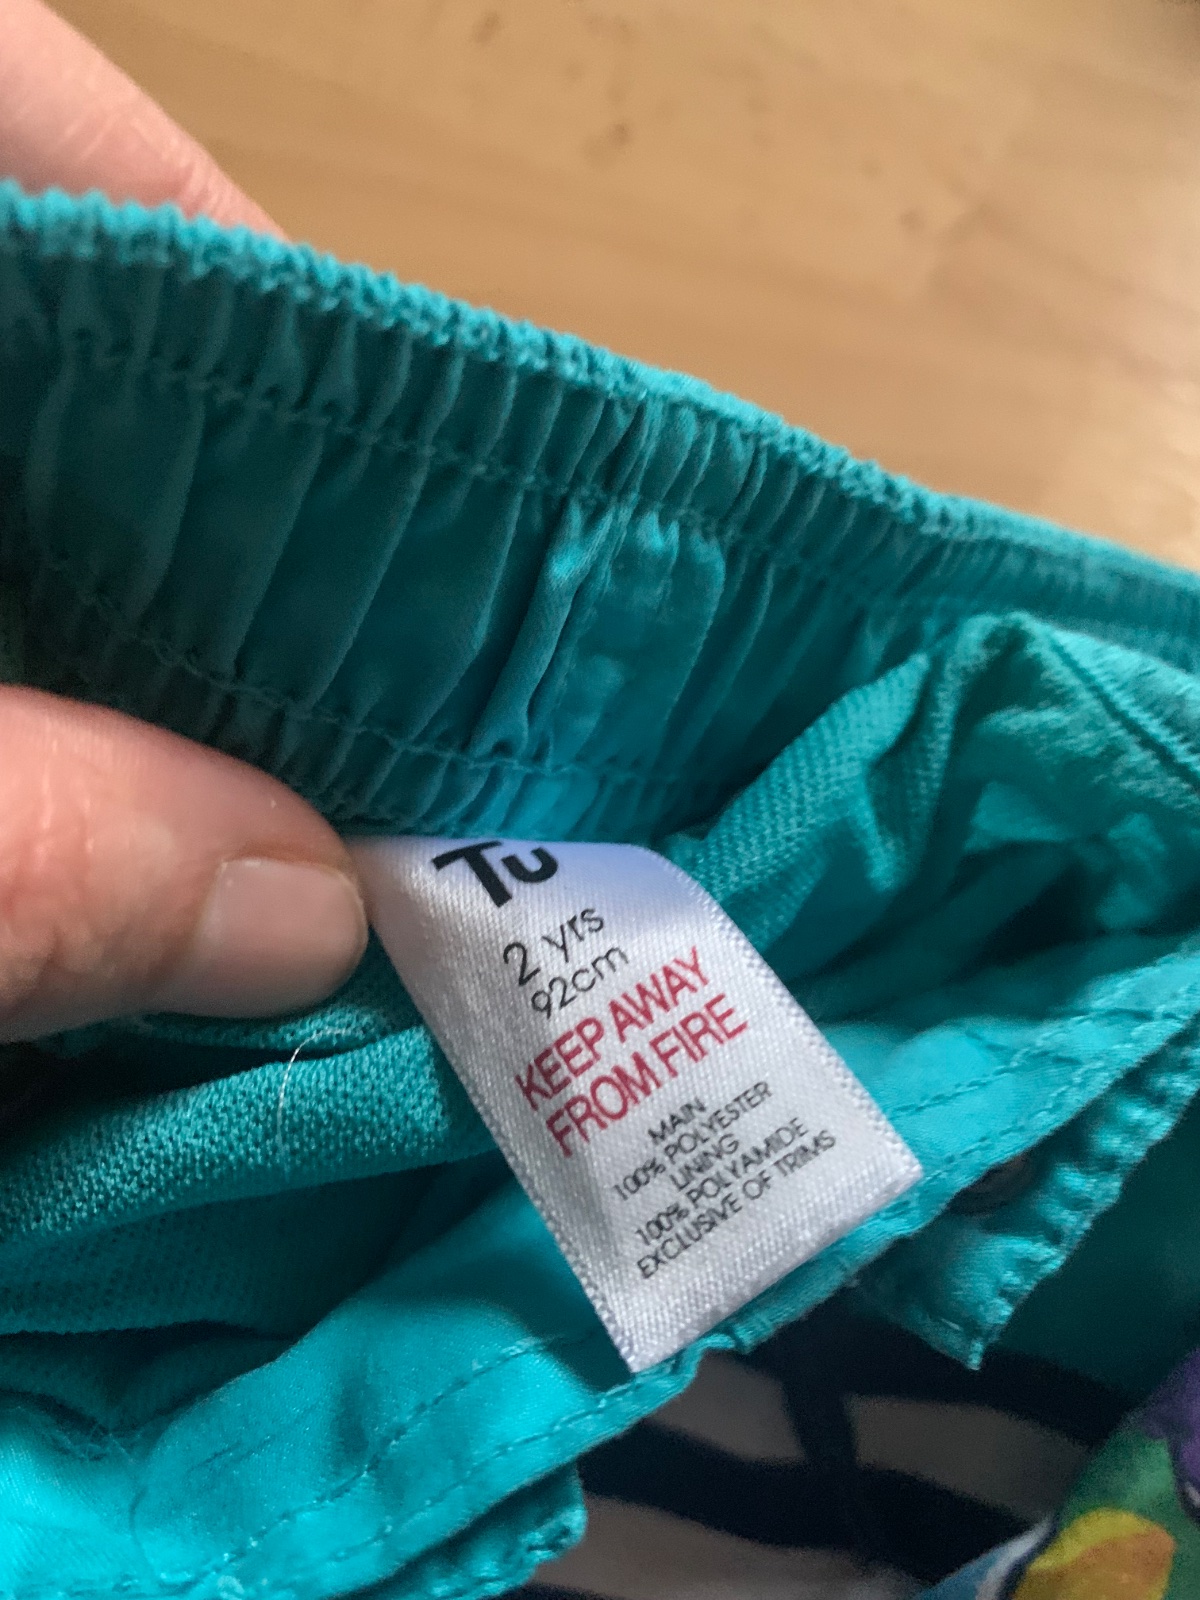 Tu
2 yrs
92cm
KEEP AWAY
FROM FIRE
MAIN
100% POLYESTER
LINING
100% POLYAMIDE
EXCLUSIVE OF TRIMS